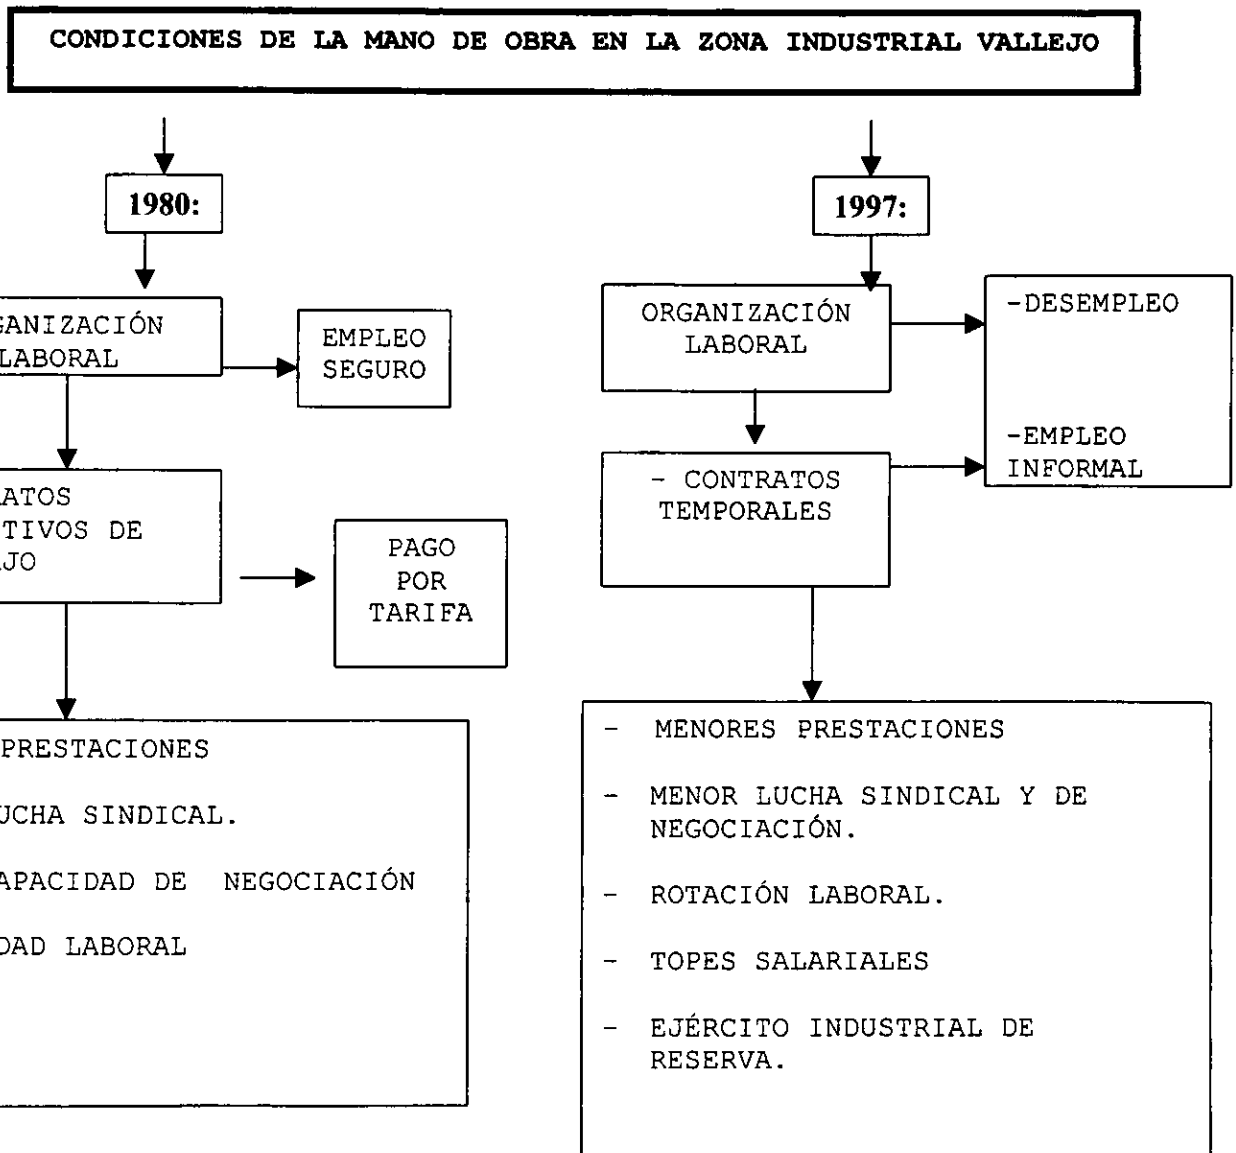 CONDICIONES DE LA MANO DE OBRA EN LA ZONA INDUSTRIAL VALLEJO
1980:
GANIZACIÓN
LABORAL
EMPLEO
SEGURO
ATOS
TIVOS DE
JO
PAGO
POR
TARIFA
PRESTACIONES
UCHA SINDICAL.
APACIDAD DE NEGOCIACIÓN
DAD LABORAL
1997:
ORGANIZACIÓN
LABORAL
-DESEMPLEO
-EMPLEO
INFORMAL
- CONTRATOS
TEMPORALES
- MENORES PRESTACIONES
- MENOR LUCHA SINDICAL Y DE
NEGOCIACIÓN.
- ROTACIÓN LABORAL.
- TOPES SALARIALES
- EJÉRCITO INDUSTRIAL DE
RESERVA.